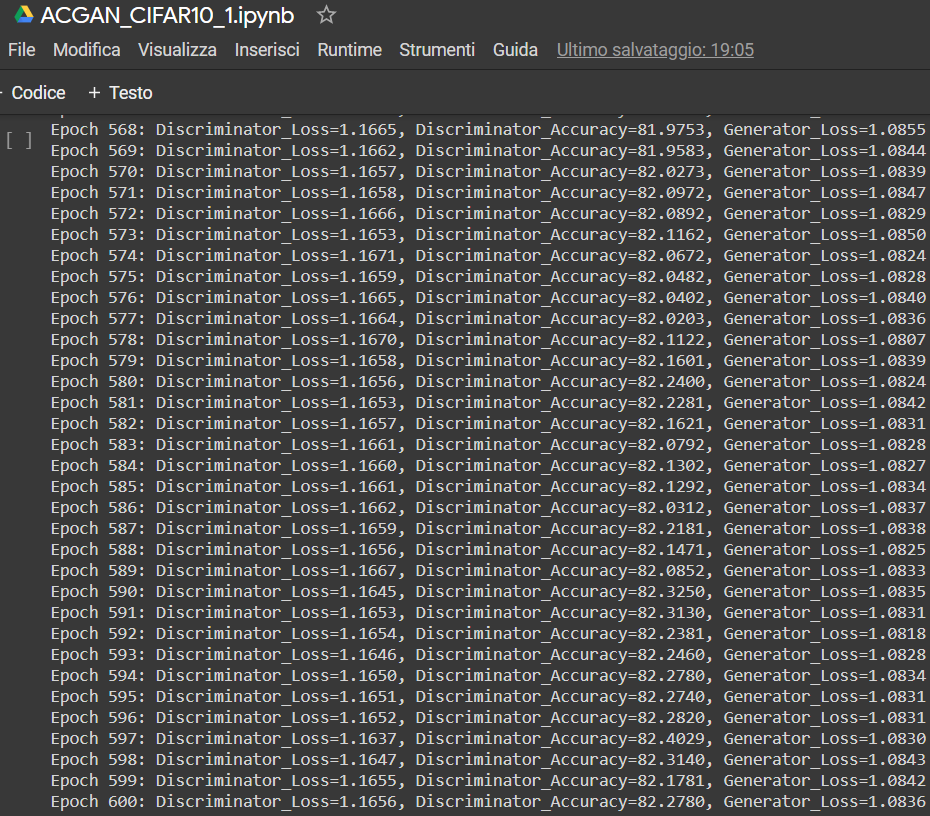 ACGAN_CIFAR10_1.ipynb
File Modifica Visualizza Inserisci Runtime Strumenti Guida Ultimo salvataggio: 19:05
Codice + Testo
[ ]
Epoch 568: Discriminator_Loss=1.1665, Discriminator_Accuracy=81.9753, Generator_Loss=1.0855
Epoch 569: Discriminator_Loss=1.1662, Discriminator_Accuracy=81.9583, Generator_Loss=1.0844
Epoch 570: Discriminator_Loss=1.1657, Discriminator_Accuracy=82.0273, Generator_Loss=1.0839
Epoch 571: Discriminator_Loss=1.1658, Discriminator_Accuracy=82.0972, Generator_Loss=1.0847
Epoch 572: Discriminator_Loss=1.1666, Discriminator_Accuracy=82.0892, Generator_Loss=1.0829
Epoch 573: Discriminator_Loss=1.1653, Discriminator_Accuracy=82.1162, Generator_Loss=1.0850
Epoch 574: Discriminator_Loss=1.1671, Discriminator_Accuracy=82.0672, Generator_Loss=1.0824
Epoch 575: Discriminator_Loss=1.1659, Discriminator_Accuracy=82.0482, Generator_Loss=1.0828
Epoch 576: Discriminator_Loss=1.1665, Discriminator_Accuracy=82.0402, Generator_Loss=1.0840
Epoch 577: Discriminator_Loss=1.1664, Discriminator_Accuracy=82.0203, Generator_Loss=1.0836
Epoch 578: Discriminator_Loss=1.1670, Discriminator_Accuracy=82.1122, Generator_Loss=1.0807
Epoch 579: Discriminator_Loss=1.1658, Discriminator_Accuracy=82.1601, Generator_Loss=1.0839
Epoch 580: Discriminator_Loss=1.1656, Discriminator_Accuracy=82.2400, Generator_Loss=1.0824
Epoch 581: Discriminator_Loss=1.1653, Discriminator_Accuracy=82.2281, Generator_Loss=1.0842
Epoch 582: Discriminator_Loss=1.1657, Discriminator_Accuracy=82.1621, Generator_Loss=1.0831
Epoch 583: Discriminator_Loss=1.1661, Discriminator_Accuracy=82.0792, Generator_Loss=1.0828
Epoch 584: Discriminator_Loss=1.1660, Discriminator_Accuracy=82.1302, Generator_Loss=1.0827
Epoch 585: Discriminator_Loss=1.1661, Discriminator_Accuracy=82.1292, Generator_Loss=1.0834
Epoch 586: Discriminator_Loss=1.1662, Discriminator_Accuracy=82.0312, Generator_Loss=1.0837
Epoch 587: Discriminator_Loss=1.1659, Discriminator_Accuracy=82.2181, Generator_Loss=1.0838
Epoch 588: Discriminator_Loss=1.1656, Discriminator_Accuracy=82.1471, Generator_Loss=1.0825
Epoch 589: Discriminator_Loss=1.1667, Discriminator_Accuracy=82.0852, Generator_Loss=1.0833
Epoch 590: Discriminator_Loss=1.1645, Discriminator_Accuracy=82.3250, Generator_Loss=1.0835
Epoch 591: Discriminator_Loss=1.1653, Discriminator_Accuracy=82.3130, Generator_Loss=1.0831
Epoch 592: Discriminator_Loss=1.1654, Discriminator_Accuracy=82.2381, Generator_Loss=1.0818
Epoch 593: Discriminator_Loss=1.1646, Discriminator_Accuracy=82.2460, Generator_Loss=1.0828
Epoch 594: Discriminator_Loss=1.1650, Discriminator_Accuracy=82.2780, Generator_Loss=1.0834
Epoch 595: Discriminator_Loss=1.1651, Discriminator_Accuracy=82.2740, Generator_Loss=1.0831
Epoch 596: Discriminator_Loss=1.1652, Discriminator_Accuracy=82.2820, Generator_Loss=1.0831
Epoch 597: Discriminator_Loss=1.1637, Discriminator_Accuracy=82.4029, Generator_Loss=1.0830
Epoch 598: Discriminator_Loss=1.1647, Discriminator_Accuracy=82.3140, Generator_Loss=1.0843
Epoch 599: Discriminator_Loss=1.1655, Discriminator_Accuracy=82.1781, Generator_Loss=1.0842
Epoch 600: Discriminator_Loss=1.1656, Discriminator_Accuracy=82.2780, Generator_Loss=1.0836